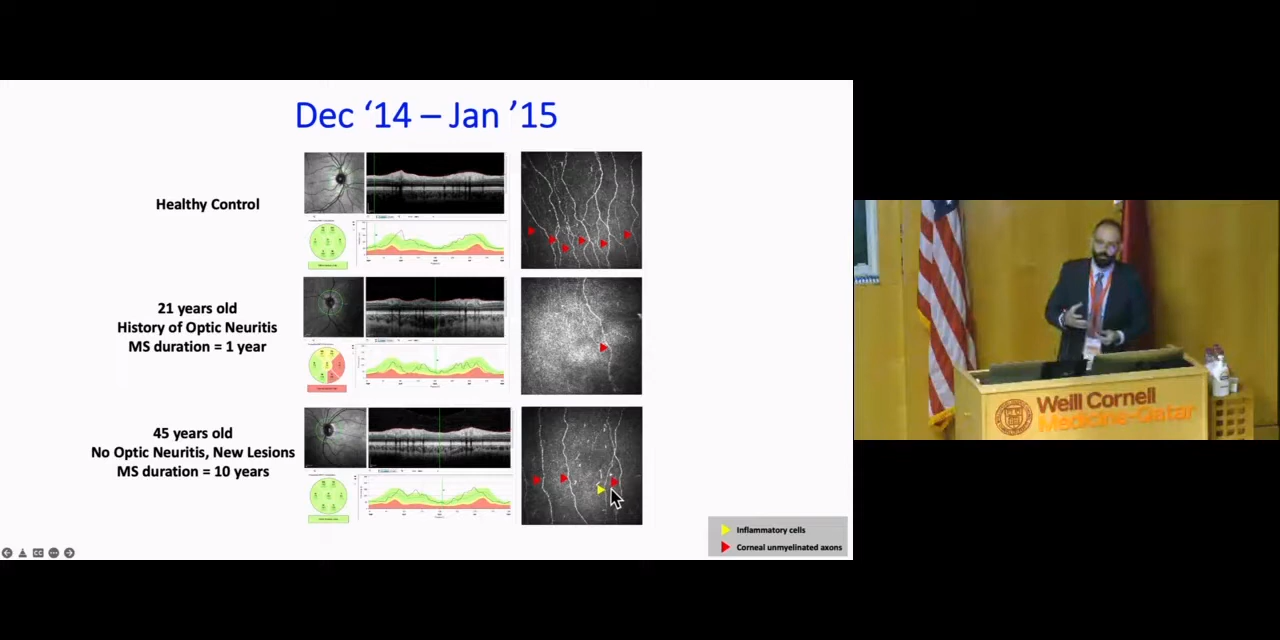 Dec ‘14 – Jan ’15
Healthy Control
21 years old
History of Optic Neuritis
MS duration = 1 year
45 years old
No Optic Neuritis, New Lesions
MS duration = 10 years
Inflammatory cells
Corneal unmyelinated axons
CC
Weill Cornell
Medicine-Qatar